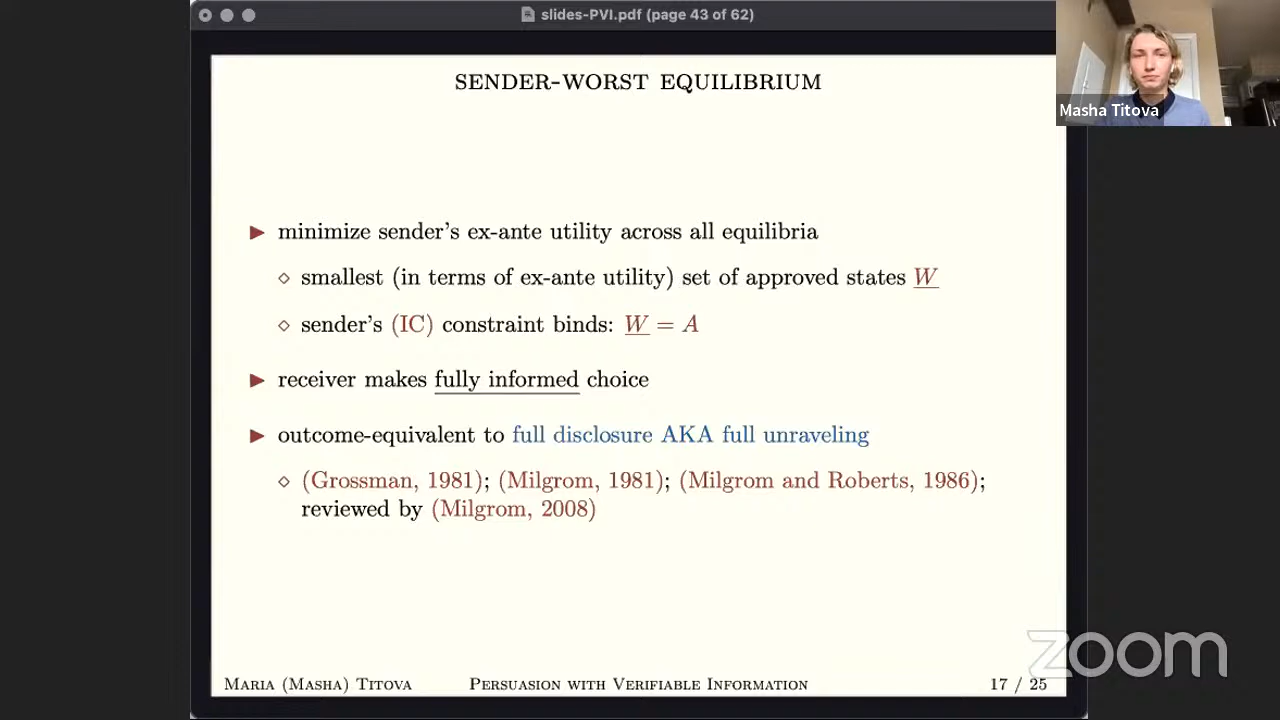 slides-PVI.pdf (page 43 of 62)
SENDER-WORST EQUILIBRIUM
Masha Titova
▶ minimize sender's ex-ante utility across all equilibria
◇ smallest (in terms of ex-ante utility) set of approved states W
◇ sender's (IC) constraint binds: W = A
▶ receiver makes fully informed choice
▶ outcome-equivalent to full disclosure AKA full unraveling
◇ (Grossman, 1981); (Milgrom, 1981); (Milgrom and Roberts, 1986);
reviewed by (Milgrom, 2008)
zoom
MARIA (MASHA) TITOVA PERSUASION WITH VERIFIABLE INFORMATION 17 / 25